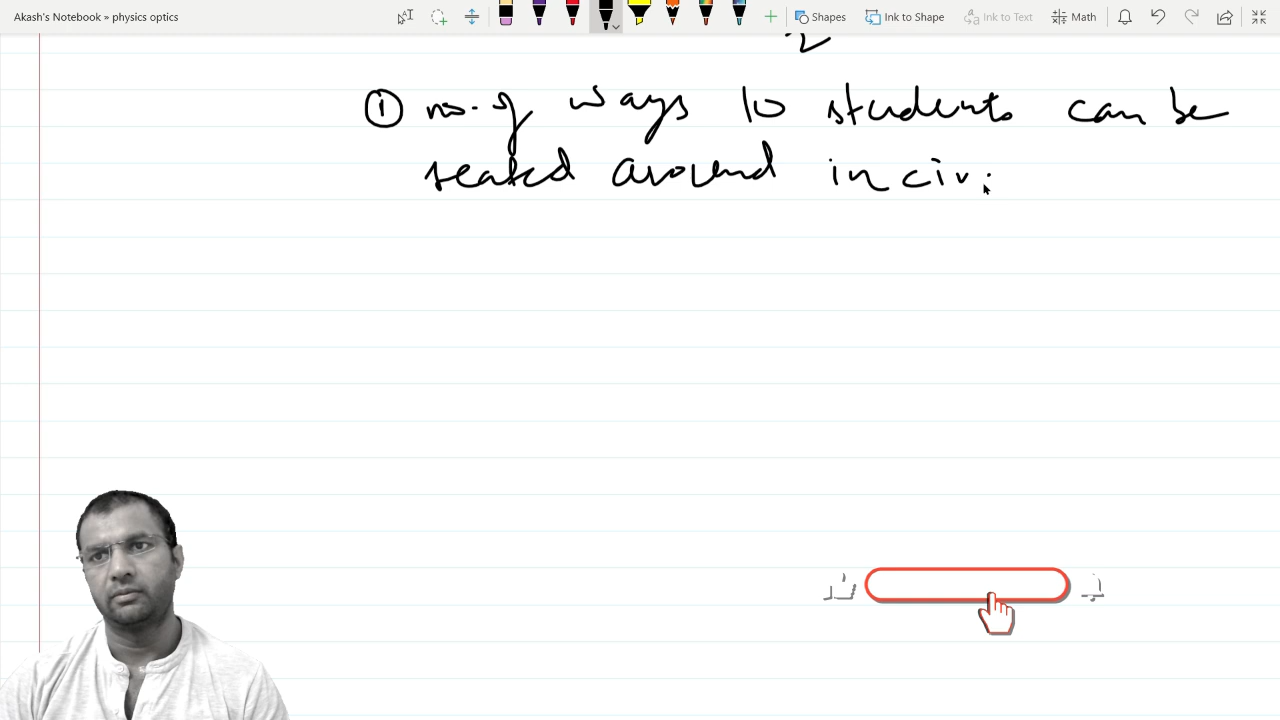 Akash's Notebook » physics optics
Shapes
Ink to Shape
Ink to Text
Math
① no. of ways 10 students can be
seated around in cir